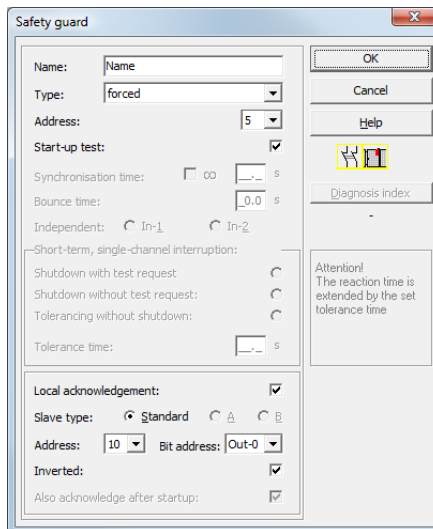 Safety guard
Name: Name
Type: forced
Address: 5
Start-up test:
Synchronisation time: ∞ __._ s
Bounce time: _0.0 s
Independent: In-1 In-2
Short-term, single-channel interruption:
Shutdown with test request
Shutdown without test request:
Tolerancing without shutdown:
Tolerance time: __._ s
Local acknowledgement:
Slave type: Standard A B
Address: 10 Bit address: Out-0
Inverted:
Also acknowledge after startup:
OK
Cancel
Help
Diagnosis index
-
Attention!
The reaction time is
extended by the set
tolerance time